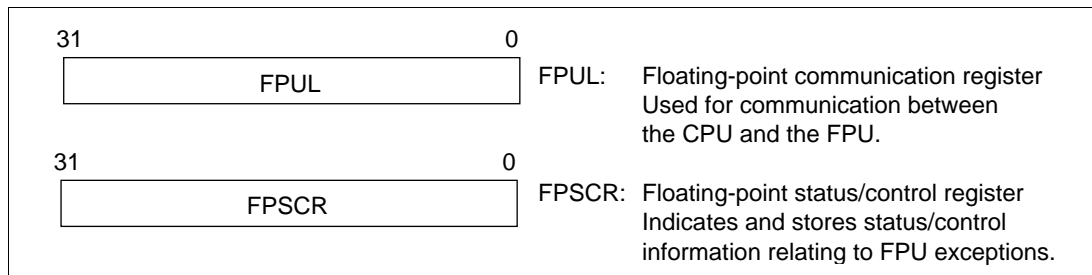 31 0
FPUL
FPUL: Floating-point communication register
Used for communication between
the CPU and the FPU.
31 0
FPSCR
FPSCR: Floating-point status/control register
Indicates and stores status/control
information relating to FPU exceptions.